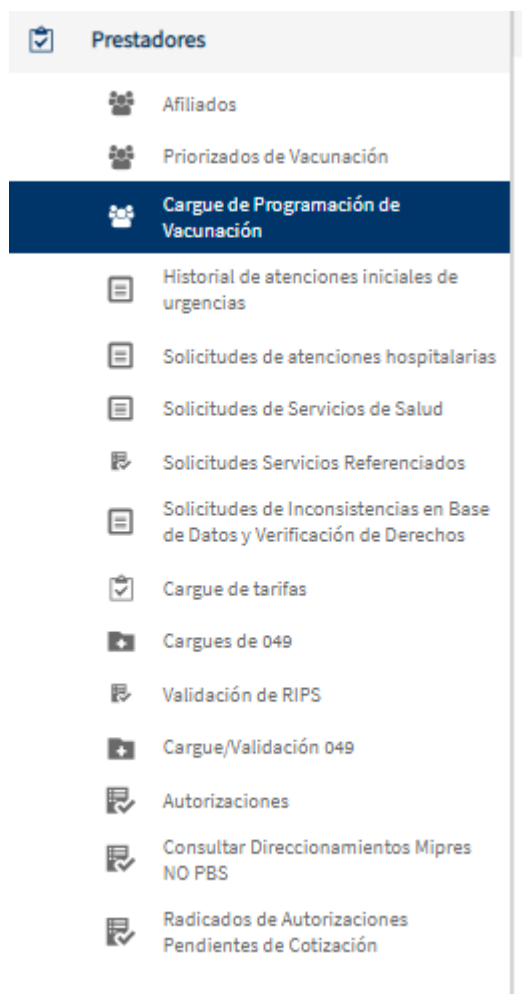 Prestadores
Afiliados
Priorizados de Vacunación
Cargue de Programación de
Vacunación
Historial de atenciones iniciales de
urgencias
Solicitudes de atenciones hospitalarias
Solicitudes de Servicios de Salud
Solicitudes Servicios Referenciados
Solicitudes de Inconsistencias en Base
de Datos y Verificación de Derechos
Cargue de tarifas
Cargues de 049
Validación de RIPS
Cargue/Validación 049
Autorizaciones
Consultar Direccionamientos Mipres
NO PBS
Radicados de Autorizaciones
Pendientes de Cotización